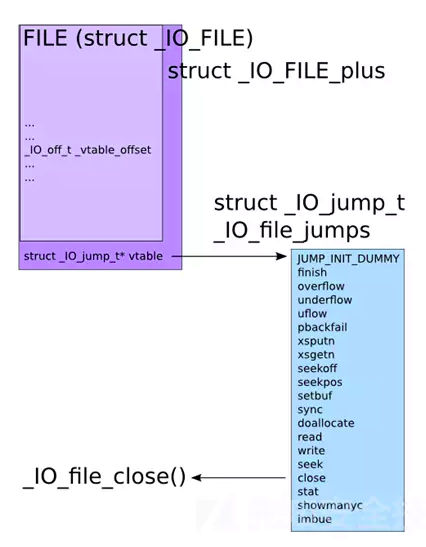 FILE (struct _IO_FILE)
struct _IO_FILE_plus
...
...
_IO_off_t _vtable_offset
...
...
struct _IO_jump_t* vtable
struct _IO_jump_t
_IO_file_jumps
JUMP_INIT_DUMMY
finish
overflow
underflow
uflow
pbackfail
xsputn
xsgetn
seekoff
seekpos
setbuf
sync
doallocate
read
write
seek
close
stat
showmanyc
imbue
_IO_file_close()